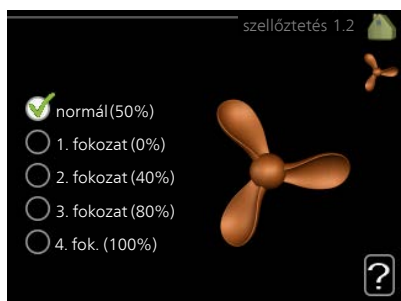 szellőztetés 1.2
normál (50%)
1. fokozat (0%)
2. fokozat (40%)
3. fokozat (80%)
4. fok. (100%)
?